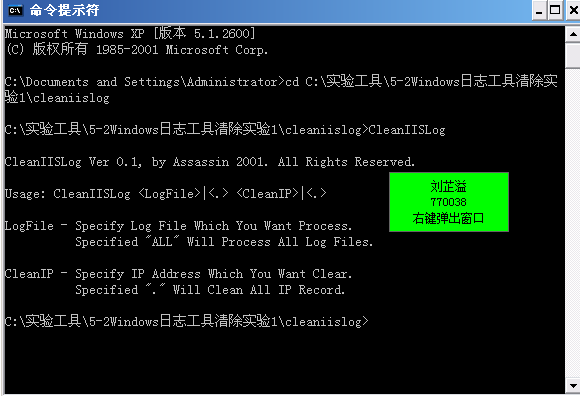 命令提示符
Microsoft Windows XP [版本 5.1.2600]
(C) 版权所有 1985-2001 Microsoft Corp.
C:\Documents and Settings\Administrator>cd C:\实验工具\5-2Windows日志工具清除实
验1\cleaniislog
C:\实验工具\5-2Windows日志工具清除实验1\cleaniislog>CleanIISLog
CleanIISLog Ver 0.1, by Assassin 2001. All Rights Reserved.
Usage: CleanIISLog <LogFile>|<.> <CleanIP>|<.>
LogFile - Specify Log File Which You Want Process.
Specified "ALL" Will Process All Log Files.
CleanIP - Specify IP Address Which You Want Clear.
Specified "." Will Clean All IP Record.
C:\实验工具\5-2Windows日志工具清除实验1\cleaniislog>
刘芷溢
770038
右键弹出窗口